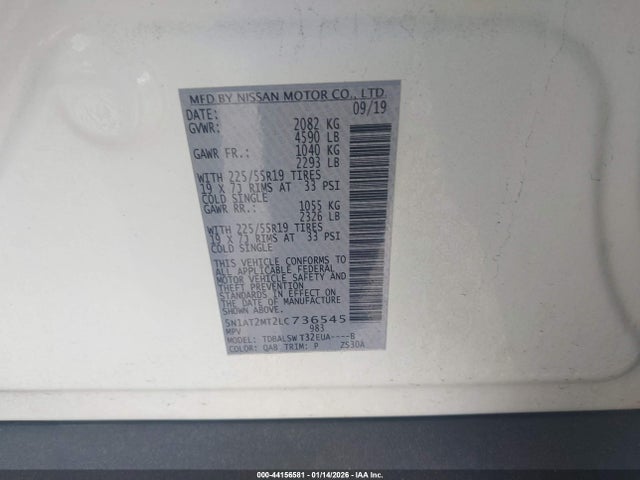 MFD BY NISSAN MOTOR CO., LTD.
DATE: 09/19
GVWR: 2082 KG
4590 LB
GAWR FR.: 1040 KG
2293 LB
WITH 225/55R19 TIRES
19 X 7J RIMS AT 33 PSI
COLD SINGLE
GAWR RR.: 1055 KG
2326 LB
WITH 225/55R19 TIRES
19 X 7J RIMS AT 33 PSI
COLD SINGLE
THIS VEHICLE CONFORMS TO
ALL APPLICABLE FEDERAL
MOTOR VEHICLE SAFETY AND
THEFT PREVENTION
STANDARDS IN EFFECT ON
THE DATE OF MANUFACTURE
SHOWN ABOVE.
5N1AT2MT2LC736545
MPV 983
MODEL: TDBALSW T32EUA----B
COLOR: QAB TRIM: P ZS30A
000-44156581 - 01/14/2026 - IAA Inc.